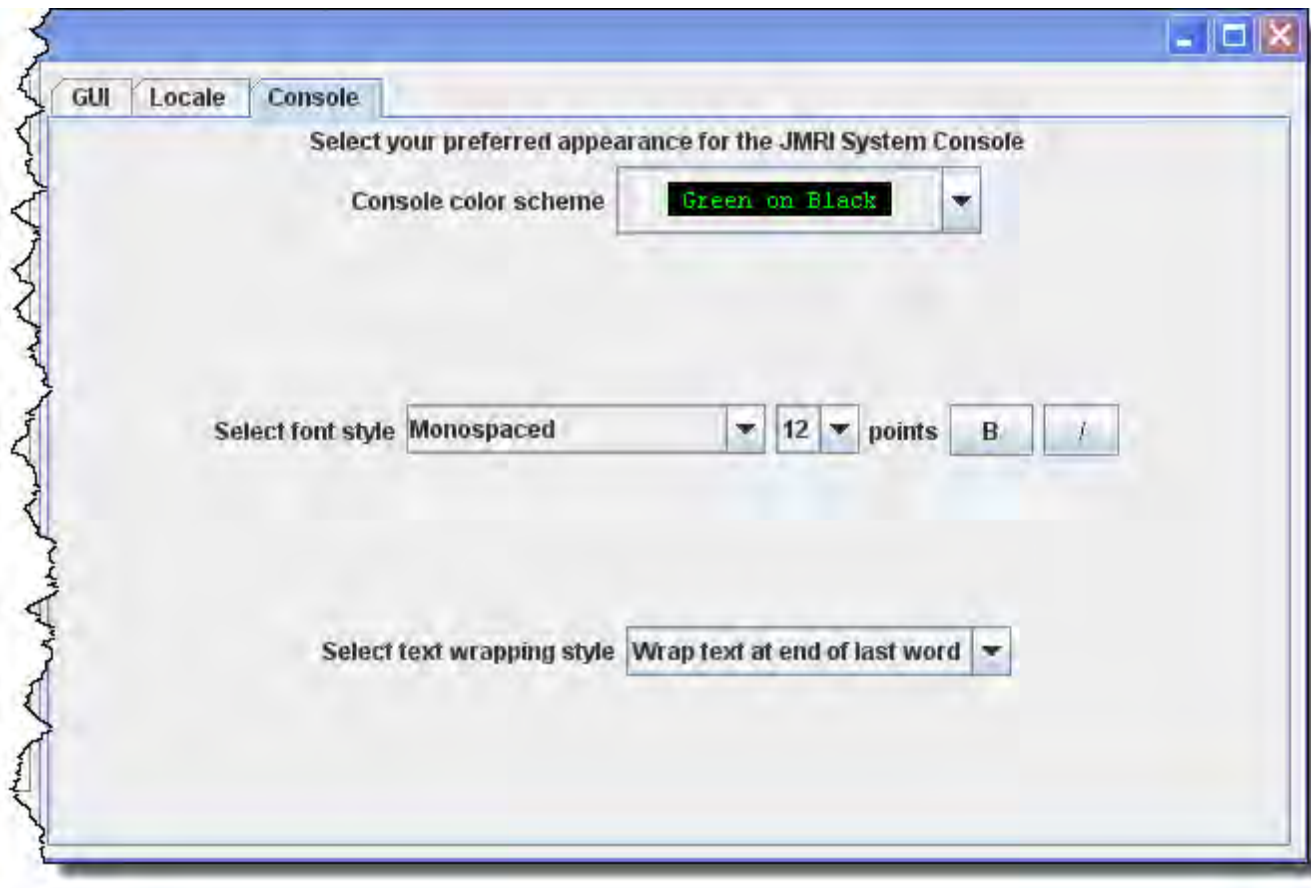 GUI Locale Console
Select your preferred appearance for the JMRI System Console
Console color scheme Green on Black
Select font style Monospaced 12 points B I
Select text wrapping style Wrap text at end of last word